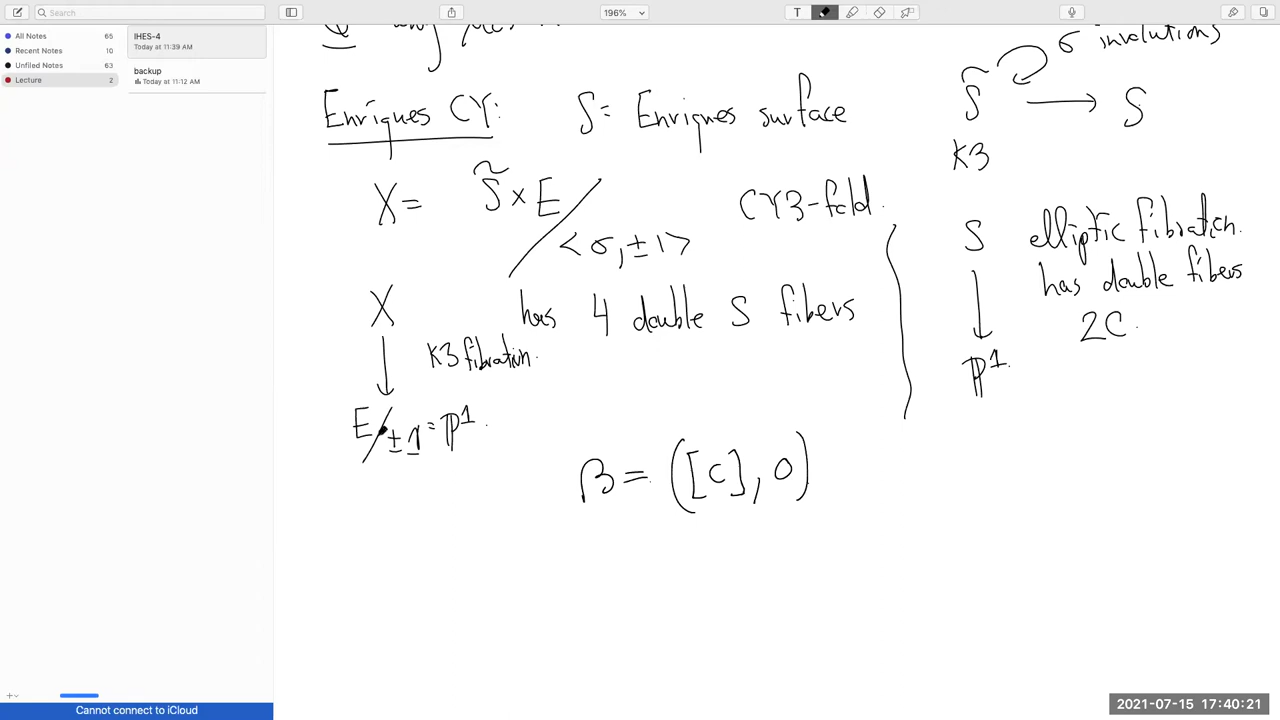 Search
196%
All Notes 65
Recent Notes 10
Unfiled Notes 63
Lecture 2
IHES-4
Today at 11:39 AM
backup
Today at 11:12 AM
σ involutions
Enriques CY: S = Enriques surface
S̃ → S
K3
X = S̃ × E / <σ, ±1> CY3-fold.
X has 4 double S fibers
K3 fibration.
E/±1 = ℙ¹.
S elliptic fibration.
has double fibers
2C.
ℙ¹.
β = ([C], 0)
Cannot connect to iCloud
2021-07-15 17:40:21